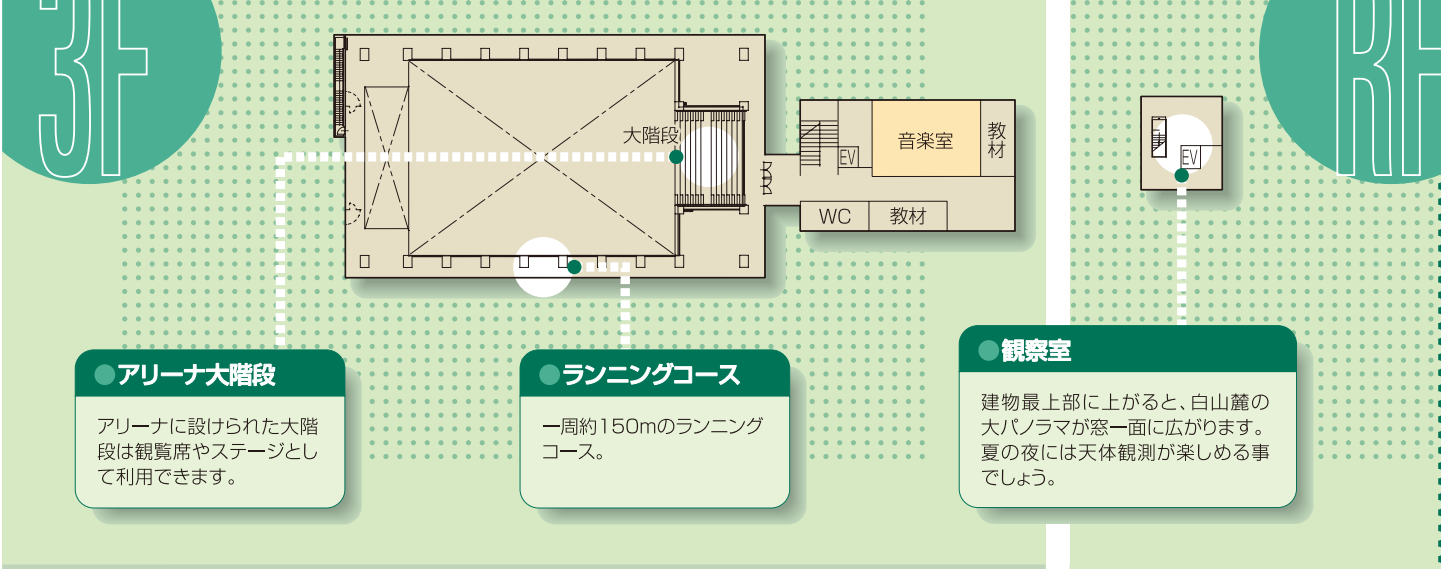 3F
大階段
EV
音楽室
教材
WC
教材
●アリーナ大階段
アリーナに設けられた大階
段は観覧席やステージとし
て利用できます。
●ランニングコース
一周約150mのランニング
コース。
RF
EV
●観察室
建物最上部に上がると、白山麓の
大パノラマが窓一面に広がります。
夏の夜には天体観測が楽しめる事
でしょう。